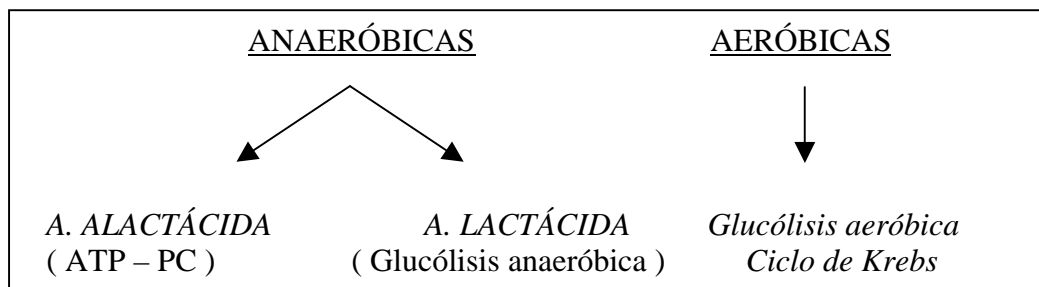 ANAERÓBICAS AERÓBICAS
A. ALACTÁCIDA A. LACTÁCIDA Glucólisis aeróbica
( ATP – PC ) ( Glucólisis anaeróbica ) Ciclo de Krebs